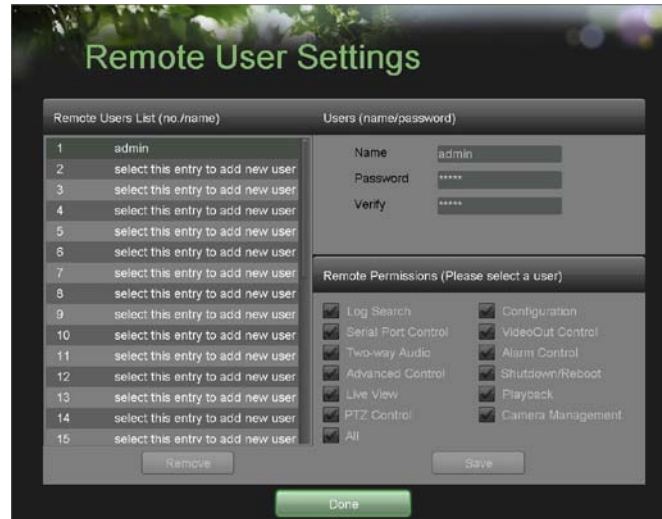 Remote User Settings
Remote Users List (no./name)
1 admin
2 select this entry to add new user
3 select this entry to add new user
4 select this entry to add new user
5 select this entry to add new user
6 select this entry to add new user
7 select this entry to add new user
8 select this entry to add new user
9 select this entry to add new user
10 select this entry to add new user
11 select this entry to add new user
12 select this entry to add new user
13 select this entry to add new user
14 select this entry to add new user
15 select this entry to add new user
Remove
Users (name/password)
Name admin
Password *****
Verify *****
Remote Permissions (Please select a user)
Log Search Configuration
Serial Port Control VideoOut Control
Two-way Audio Alarm Control
Advanced Control Shutdown/Reboot
Live View Playback
PTZ Control Camera Management
All
Save
Done